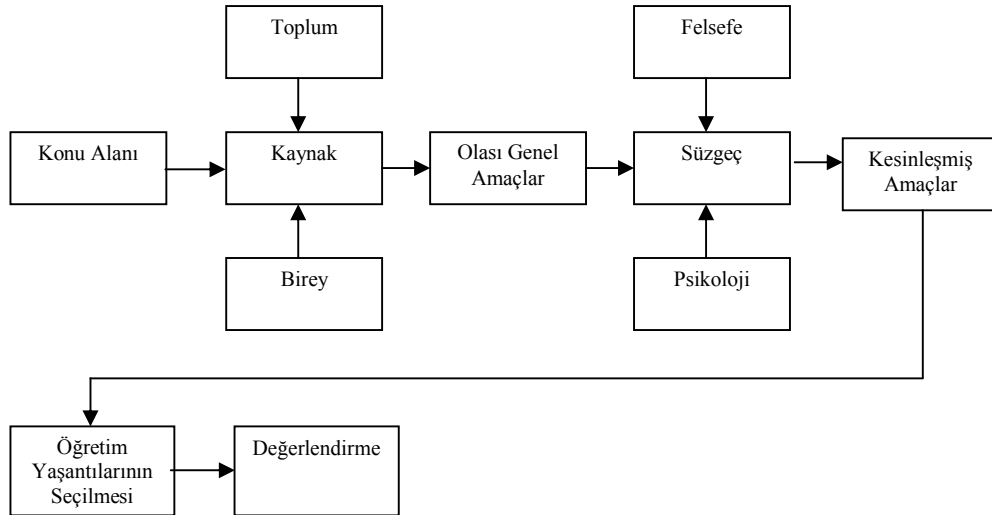 Toplum
Felsefe
Konu Alanı
Kaynak
Olası Genel
Amaçlar
Süzgeç
Kesinleşmiş
Amaçlar
Birey
Psikoloji
Öğretim
Yaşantılarının
Seçilmesi
Değerlendirme